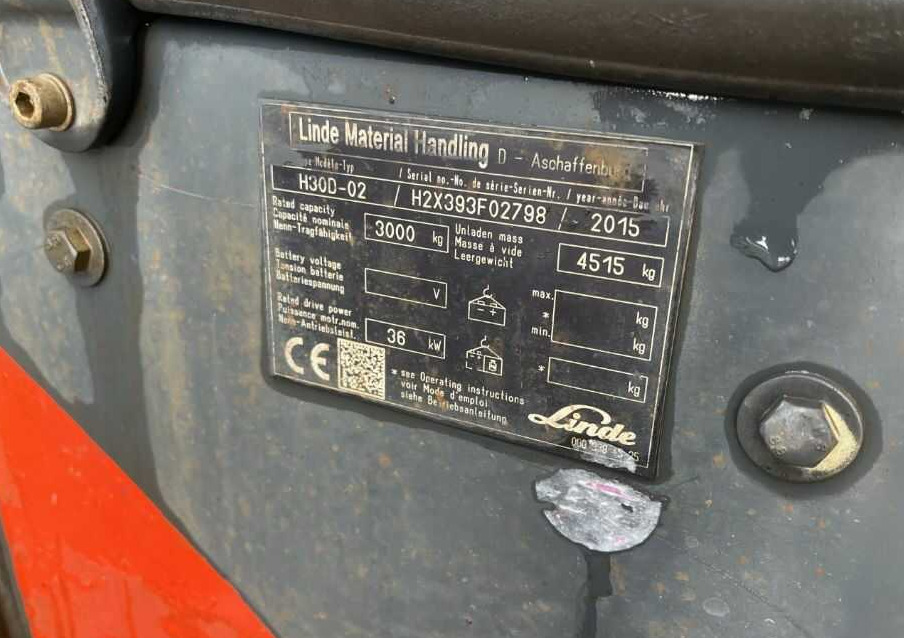 Linde Material Handling D - Aschaffenburg
Modèle-Typ / Serial no.-No. de série-Serien-Nr. / year-année-Baujahr
H30D-02 / H2X393F02798 / 2015
Rated capacity
Capacité nominale
Nenn-Tragfähigkeit
3000 kg
Unladen mass
Masse à vide
Leergewicht
4515 kg
Battery voltage
Tension batterie
Batteriespannung
V
max.
* kg
min.
kg
Rated drive power
Puissance motr.nom.
Nenn-Antriebsleist.
36 kW
* kg
CE
* see Operating instructions
voir Mode d'emploi
siehe Betriebsanleitung
Linde